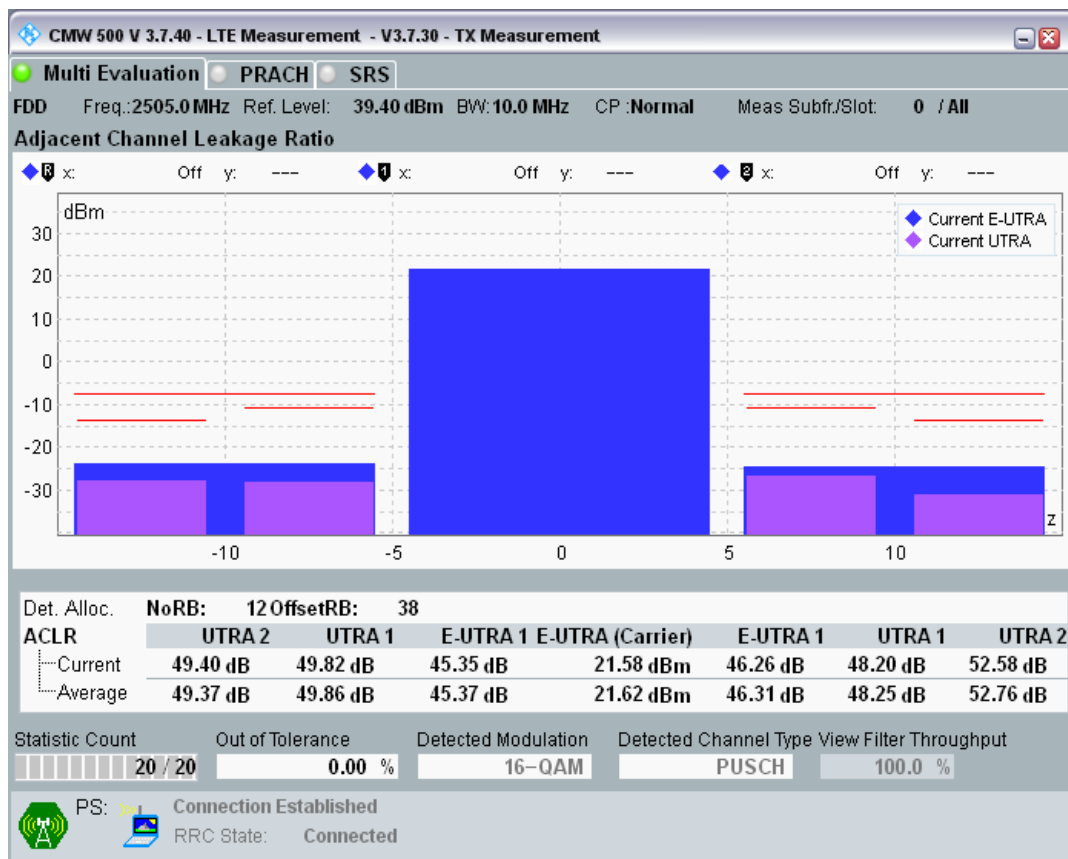 CMW 500 V 3.7.40 - LTE Measurement - V3.7.30 - TX Measurement
Multi Evaluation PRACH SRS
FDD Freq.:2505.0 MHz Ref. Level: 39.40 dBm BW:10.0 MHz CP :Normal Meas Subfr./Slot: 0 / All
Adjacent Channel Leakage Ratio
R x: Off y: --- 1 x: Off y: --- 2 x: Off y: ---
dBm
Current E-UTRA
Current UTRA
30
20
10
0
-10
-20
-30
z
-10 -5 0 5 10
Det. Alloc. NoRB: 12 OffsetRB: 38
ACLR UTRA 2 UTRA 1 E-UTRA 1 E-UTRA (Carrier) E-UTRA 1 UTRA 1 UTRA 2
Current 49.40 dB 49.82 dB 45.35 dB 21.58 dBm 46.26 dB 48.20 dB 52.58 dB
Average 49.37 dB 49.86 dB 45.37 dB 21.62 dBm 46.31 dB 48.25 dB 52.76 dB
Statistic Count Out of Tolerance Detected Modulation Detected Channel Type View Filter Throughput
20 / 20 0.00 % 16-QAM PUSCH 100.0 %
PS: Connection Established
RRC State: Connected